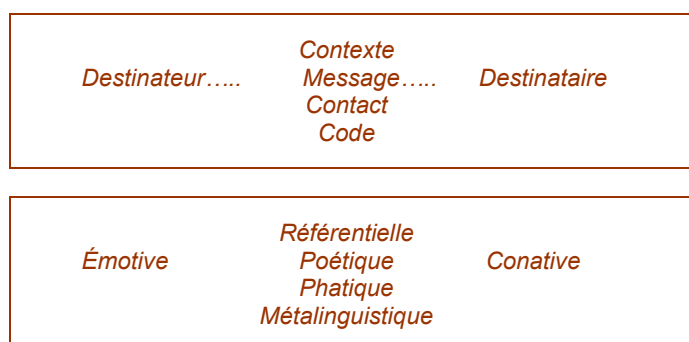 Contexte
Destinateur….. Message….. Destinataire
Contact
Code
Référentielle
Émotive Poétique Conative
Phatique
Métalinguistique